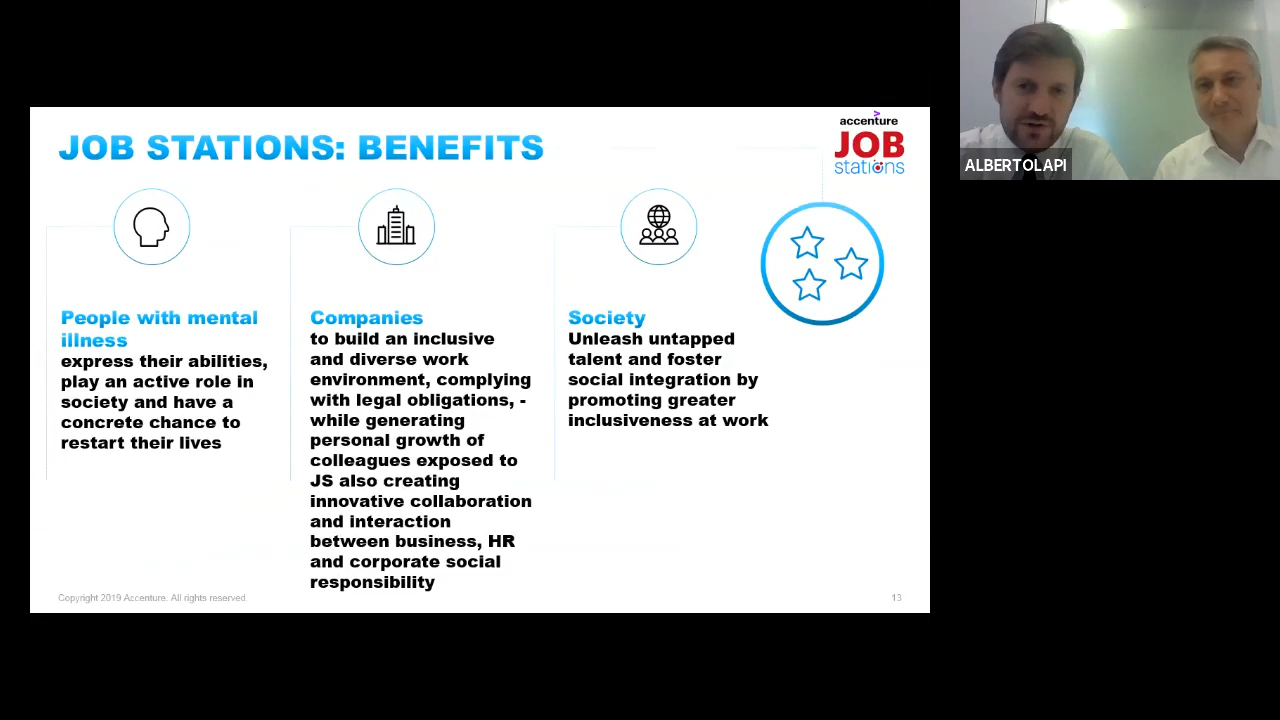 JOB STATIONS: BENEFITS
accenture
JOB
stations
ALBERTOLAPI
People with mental
illness
express their abilities,
play an active role in
society and have a
concrete chance to
restart their lives
Companies
to build an inclusive
and diverse work
environment, complying
with legal obligations, -
while generating
personal growth of
colleagues exposed to
JS also creating
innovative collaboration
and interaction
between business, HR
and corporate social
responsibility
Society
Unleash untapped
talent and foster
social integration by
promoting greater
inclusiveness at work
Copyright 2019 Accenture. All rights reserved.
13